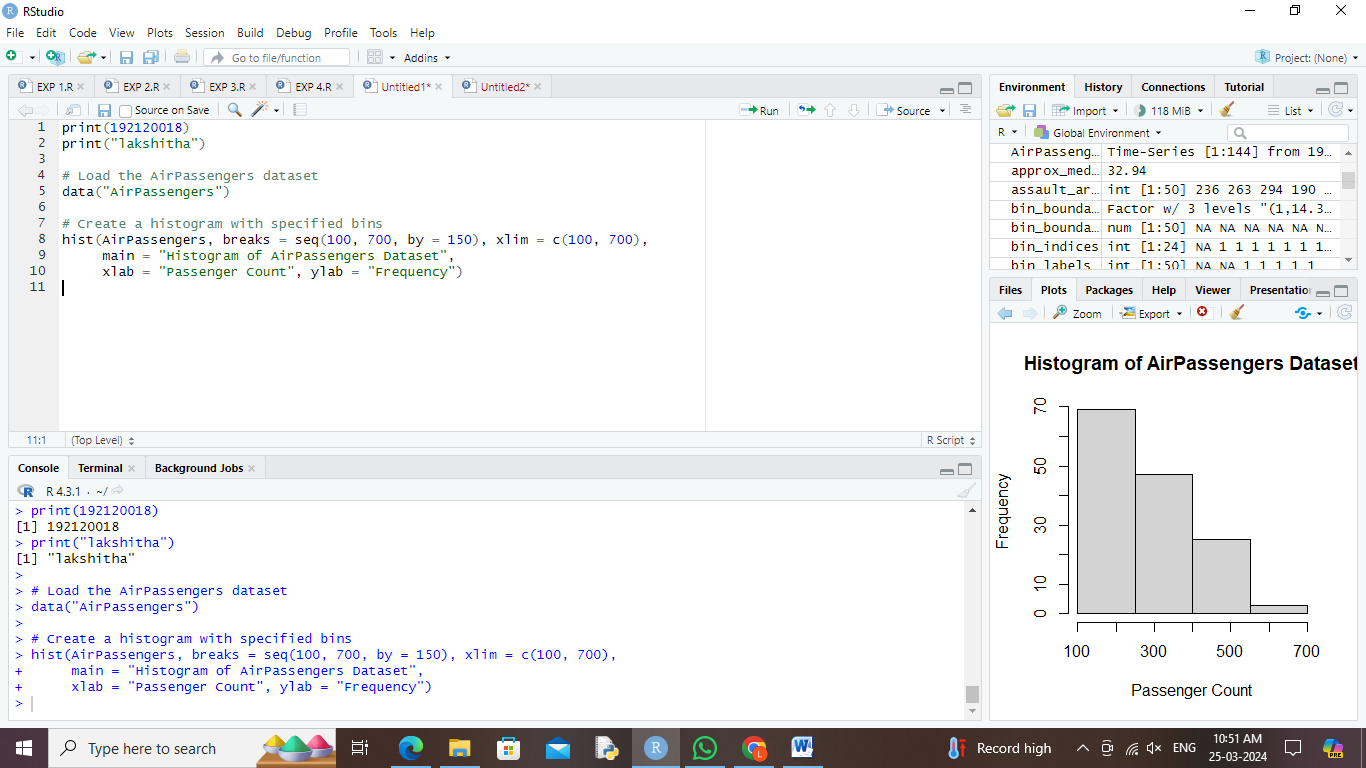 RStudio
File Edit Code View Plots Session Build Debug Profile Tools Help
Go to file/function Addins Project: (None)
EXP 1.R EXP 2.R EXP 3.R EXP 4.R Untitled1* Untitled2*
Source on Save Run Source
1 print(192120018)
2 print("lakshitha")
3
4 # Load the AirPassengers dataset
5 data("AirPassengers")
6
7 # Create a histogram with specified bins
8 hist(AirPassengers, breaks = seq(100, 700, by = 150), xlim = c(100, 700),
9 main = "Histogram of AirPassengers Dataset",
10 xlab = "Passenger Count", ylab = "Frequency")
11
11:1 (Top Level) R Script
Console Terminal Background Jobs
R 4.3.1 · ~/
> print(192120018)
[1] 192120018
> print("lakshitha")
[1] "lakshitha"
>
> # Load the AirPassengers dataset
> data("AirPassengers")
>
> # Create a histogram with specified bins
> hist(AirPassengers, breaks = seq(100, 700, by = 150), xlim = c(100, 700),
+ main = "Histogram of AirPassengers Dataset",
+ xlab = "Passenger Count", ylab = "Frequency")
>
Environment History Connections Tutorial
Import 118 MiB List
R Global Environment
AirPasseng… Time-Series [1:144] from 19…
approx_med… 32.94
assault_ar… int [1:50] 236 263 294 190 …
bin_bounda… Factor w/ 3 levels "(1,14.3…
bin_bounda… num [1:50] NA NA NA NA NA N…
bin_indices int [1:24] NA 1 1 1 1 1 1 1…
bin_labels int [1:50] NA NA 1 1 1 1 1
Files Plots Packages Help Viewer Presentatio
Zoom Export
Histogram of AirPassengers Dataset
Frequency
70
50
30
10
0
100 300 500 700
Passenger Count
Type here to search
Record high
ENG
10:51 AM
25-03-2024
PRE